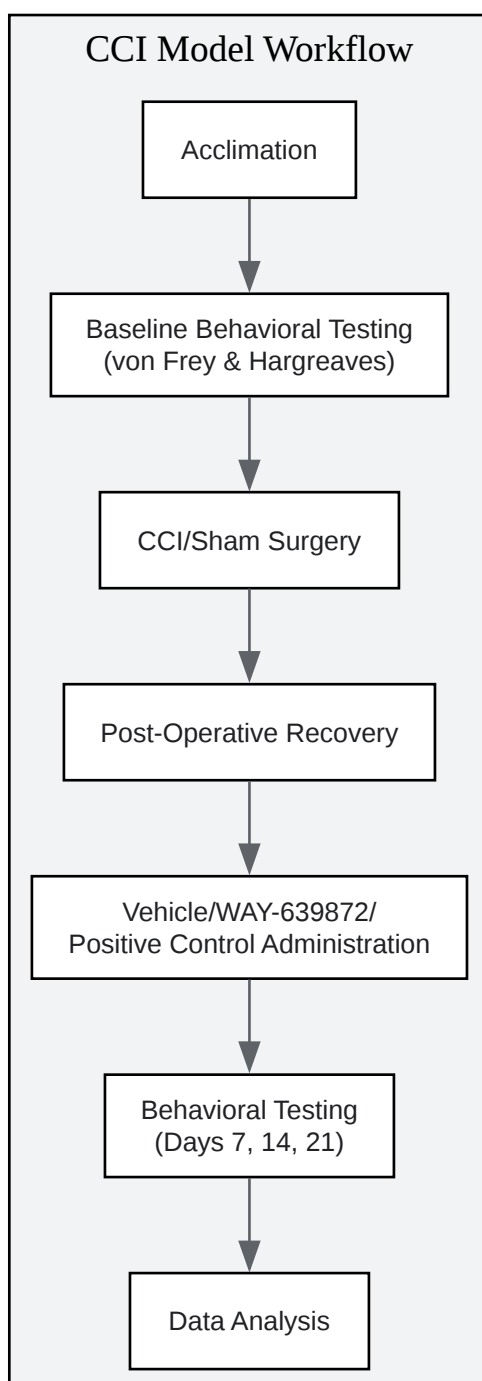 CCI Model Workflow
Acclimation
Baseline Behavioral Testing
(von Frey & Hargreaves)
CCI/Sham Surgery
Post-Operative Recovery
Vehicle/WAY-639872/
Positive Control Administration
Behavioral Testing
(Days 7, 14, 21)
Data Analysis